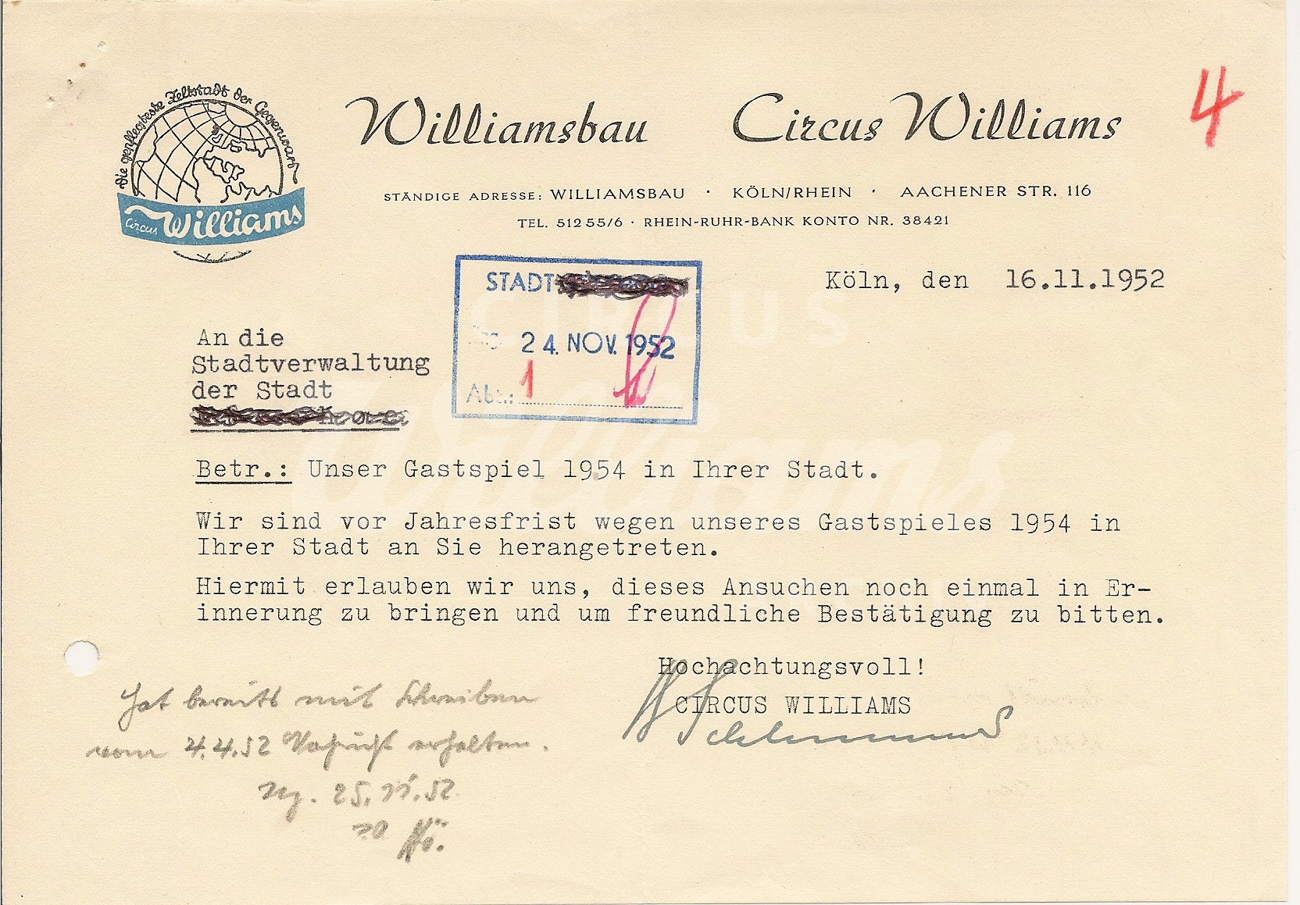 4
Die gepflegteste Zeltstadt der Gegenwart
Circus Williams
Williamsbau Circus Williams
STÄNDIGE ADRESSE: WILLIAMSBAU · KÖLN/RHEIN · AACHENER STR. 116
TEL. 51255/6 · RHEIN-RUHR-BANK KONTO NR. 38421
STADT
24. NOV. 1952
Abt.: 1
Köln, den 16.11.1952
An die
Stadtverwaltung
der Stadt
CIRCUS
Williams
Betr.: Unser Gastspiel 1954 in Ihrer Stadt.
Wir sind vor Jahresfrist wegen unseres Gastspieles 1954 in
Ihrer Stadt an Sie herangetreten.
Hiermit erlauben wir uns, dieses Ansuchen noch einmal in Er-
innerung zu bringen und um freundliche Bestätigung zu bitten.
Hochachtungsvoll!
CIRCUS WILLIAMS
Hat bereits mit Schreiben
vom 4.4.52 Nachricht erhalten.
25.11.52